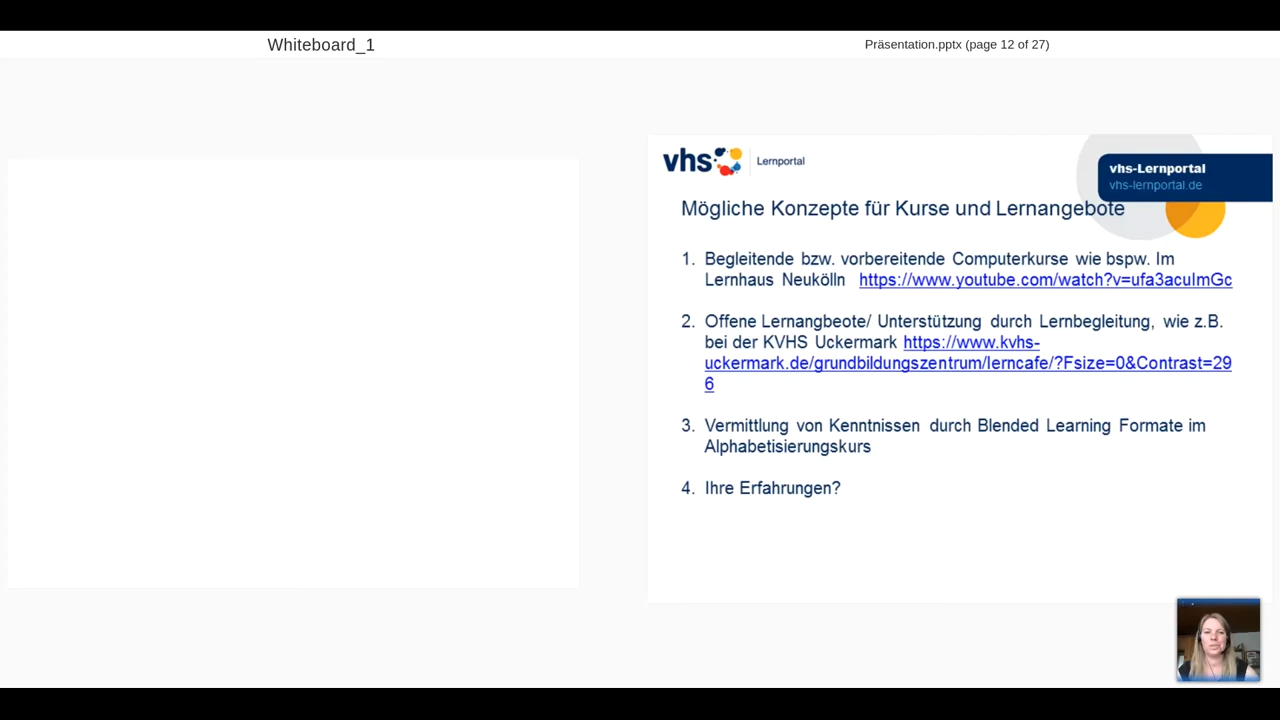 Whiteboard_1
Präsentation.pptx (page 12 of 27)
vhs Lernportal
vhs-Lernportal
vhs-lernportal.de
Mögliche Konzepte für Kurse und Lernangebote
1. Begleitende bzw. vorbereitende Computerkurse wie bspw. Im
Lernhaus Neukölln https://www.youtube.com/watch?v=ufa3acuImGc
2. Offene Lernangbeote/ Unterstützung durch Lernbegleitung, wie z.B.
bei der KVHS Uckermark https://www.kvhs-
uckermark.de/grundbildungszentrum/lerncafe/?Fsize=0&Contrast=29
6
3. Vermittlung von Kenntnissen durch Blended Learning Formate im
Alphabetisierungskurs
4. Ihre Erfahrungen?